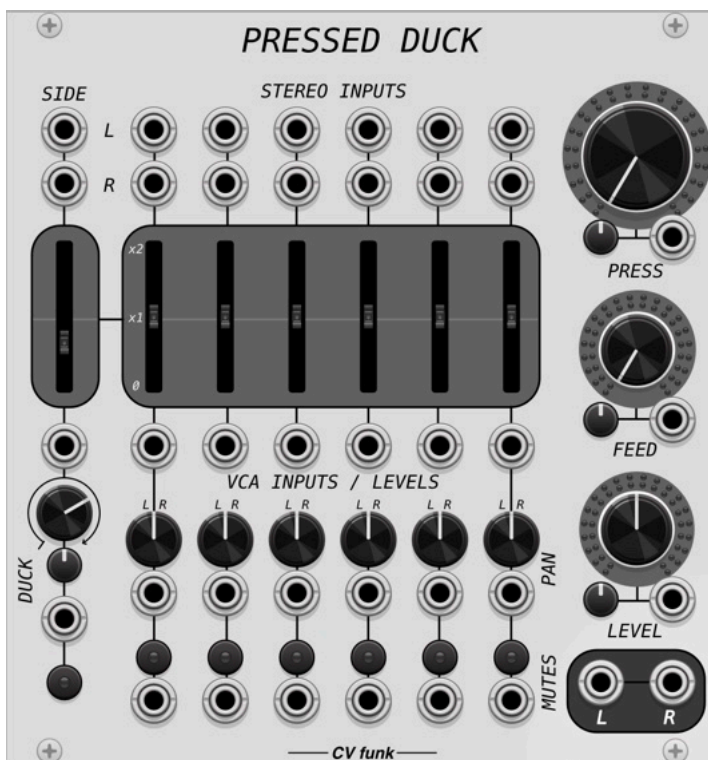 PRESSED DUCK
SIDE
STEREO INPUTS
L
R
x2
x1
0
PRESS
FEED
VCA INPUTS / LEVELS
L R L R L R L R L R L R
DUCK
PAN
LEVEL
MUTES
L R
CV funk